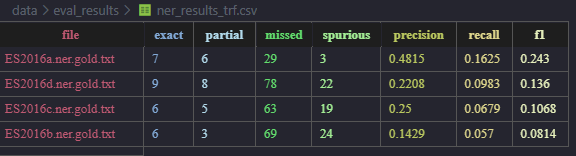 data > eval_results > ner_results_trf.csv
file exact partial missed spurious precision recall f1
ES2016a.ner.gold.txt 7 6 29 3 0.4815 0.1625 0.243
ES2016d.ner.gold.txt 9 8 78 22 0.2208 0.0983 0.136
ES2016c.ner.gold.txt 6 5 63 19 0.25 0.0679 0.1068
ES2016b.ner.gold.txt 6 3 69 24 0.1429 0.057 0.0814